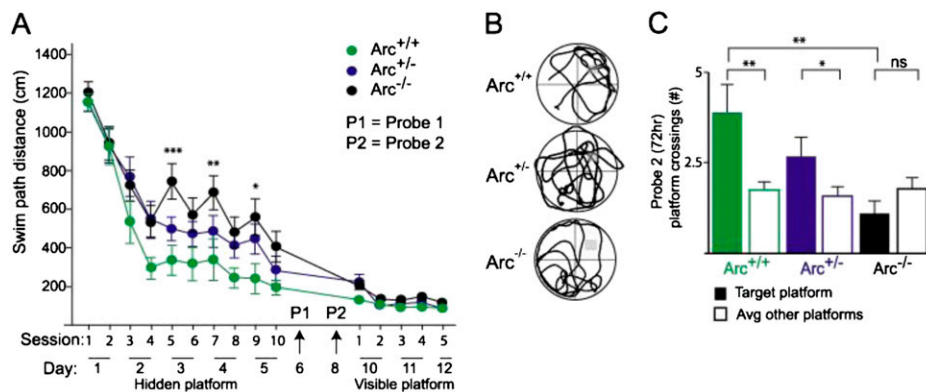 A
Swim path distance (cm)
1400
1200
1000
800
600
400
200
Arc+/+
Arc+/-
Arc-/-
P1 = Probe 1
P2 = Probe 2
***
**
*
P1
P2
Session:1 2 3 4 5 6 7 8 9 10 1 2 3 4 5
Day: 1 2 3 4 5 6 8 10 11 12
Hidden platform
Visible platform
B
Arc+/+
Arc+/-
Arc-/-
C
Probe 2 (72hr)
platform crossings (#)
5
2.5
**
**
*
ns
Arc+/+ Arc+/- Arc-/-
Target platform
Avg other platforms